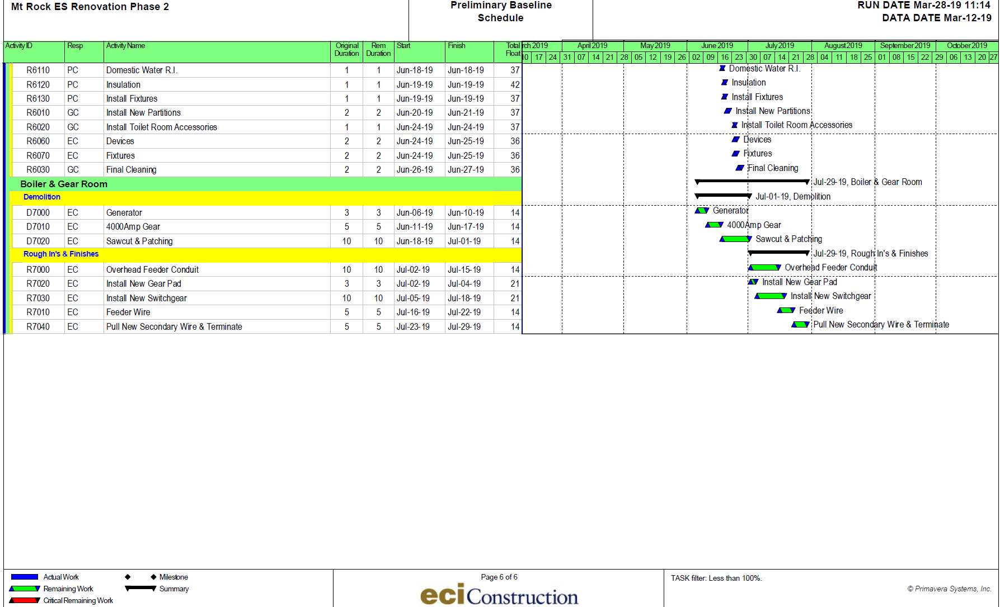 Mt Rock ES Renovation Phase 2
Preliminary Baseline
Schedule
RUN DATE Mar-28-19 11:14
DATA DATE Mar-12-19
Activity ID Resp Activity Name Original Duration Rem Duration Start Finish Total Float
rch 2019 April 2019 May 2019 June 2019 July 2019 August 2019 September 2019 October 2019
10 17 24 31 07 14 21 28 05 12 19 26 02 09 16 23 30 07 14 21 28 04 11 18 25 01 08 15 22 29 06 13 20 27
R6110 PC Domestic Water R.I. 1 1 Jun-18-19 Jun-18-19 37 Domestic Water R.I.
R6120 PC Insulation 1 1 Jun-19-19 Jun-19-19 42 Insulation
R6130 PC Install Fixtures 1 1 Jun-19-19 Jun-19-19 37 Install Fixtures
R6010 GC Install New Partitions 2 2 Jun-20-19 Jun-21-19 37 Install New Partitions
R6020 GC Install Toilet Room Accessories 1 1 Jun-24-19 Jun-24-19 37 Install Toilet Room Accessories
R6060 EC Devices 2 2 Jun-24-19 Jun-25-19 36 Devices
R6070 EC Fixtures 2 2 Jun-24-19 Jun-25-19 36 Fixtures
R6030 GC Final Cleaning 2 2 Jun-26-19 Jun-27-19 36 Final Cleaning
Boiler & Gear Room Jul-29-19, Boiler & Gear Room
Demolition Jul-01-19, Demolition
D7000 EC Generator 3 3 Jun-06-19 Jun-10-19 14 Generator
D7010 EC 4000Amp Gear 5 5 Jun-11-19 Jun-17-19 14 4000Amp Gear
D7020 EC Sawcut & Patching 10 10 Jun-18-19 Jul-01-19 14 Sawcut & Patching
Rough In's & Finishes Jul-29-19, Rough In's & Finishes
R7000 EC Overhead Feeder Conduit 10 10 Jul-02-19 Jul-15-19 14 Overhead Feeder Conduit
R7020 EC Install New Gear Pad 3 3 Jul-02-19 Jul-04-19 21 Install New Gear Pad
R7030 EC Install New Switchgear 10 10 Jul-05-19 Jul-18-19 21 Install New Switchgear
R7010 EC Feeder Wire 5 5 Jul-16-19 Jul-22-19 14 Feeder Wire
R7040 EC Pull New Secondary Wire & Terminate 5 5 Jul-23-19 Jul-29-19 14 Pull New Secondary Wire & Terminate
Actual Work Milestone
Remaining Work Summary
Critical Remaining Work
Page 6 of 6
eci Construction
TASK filter: Less than 100%.
© Primavera Systems, Inc.